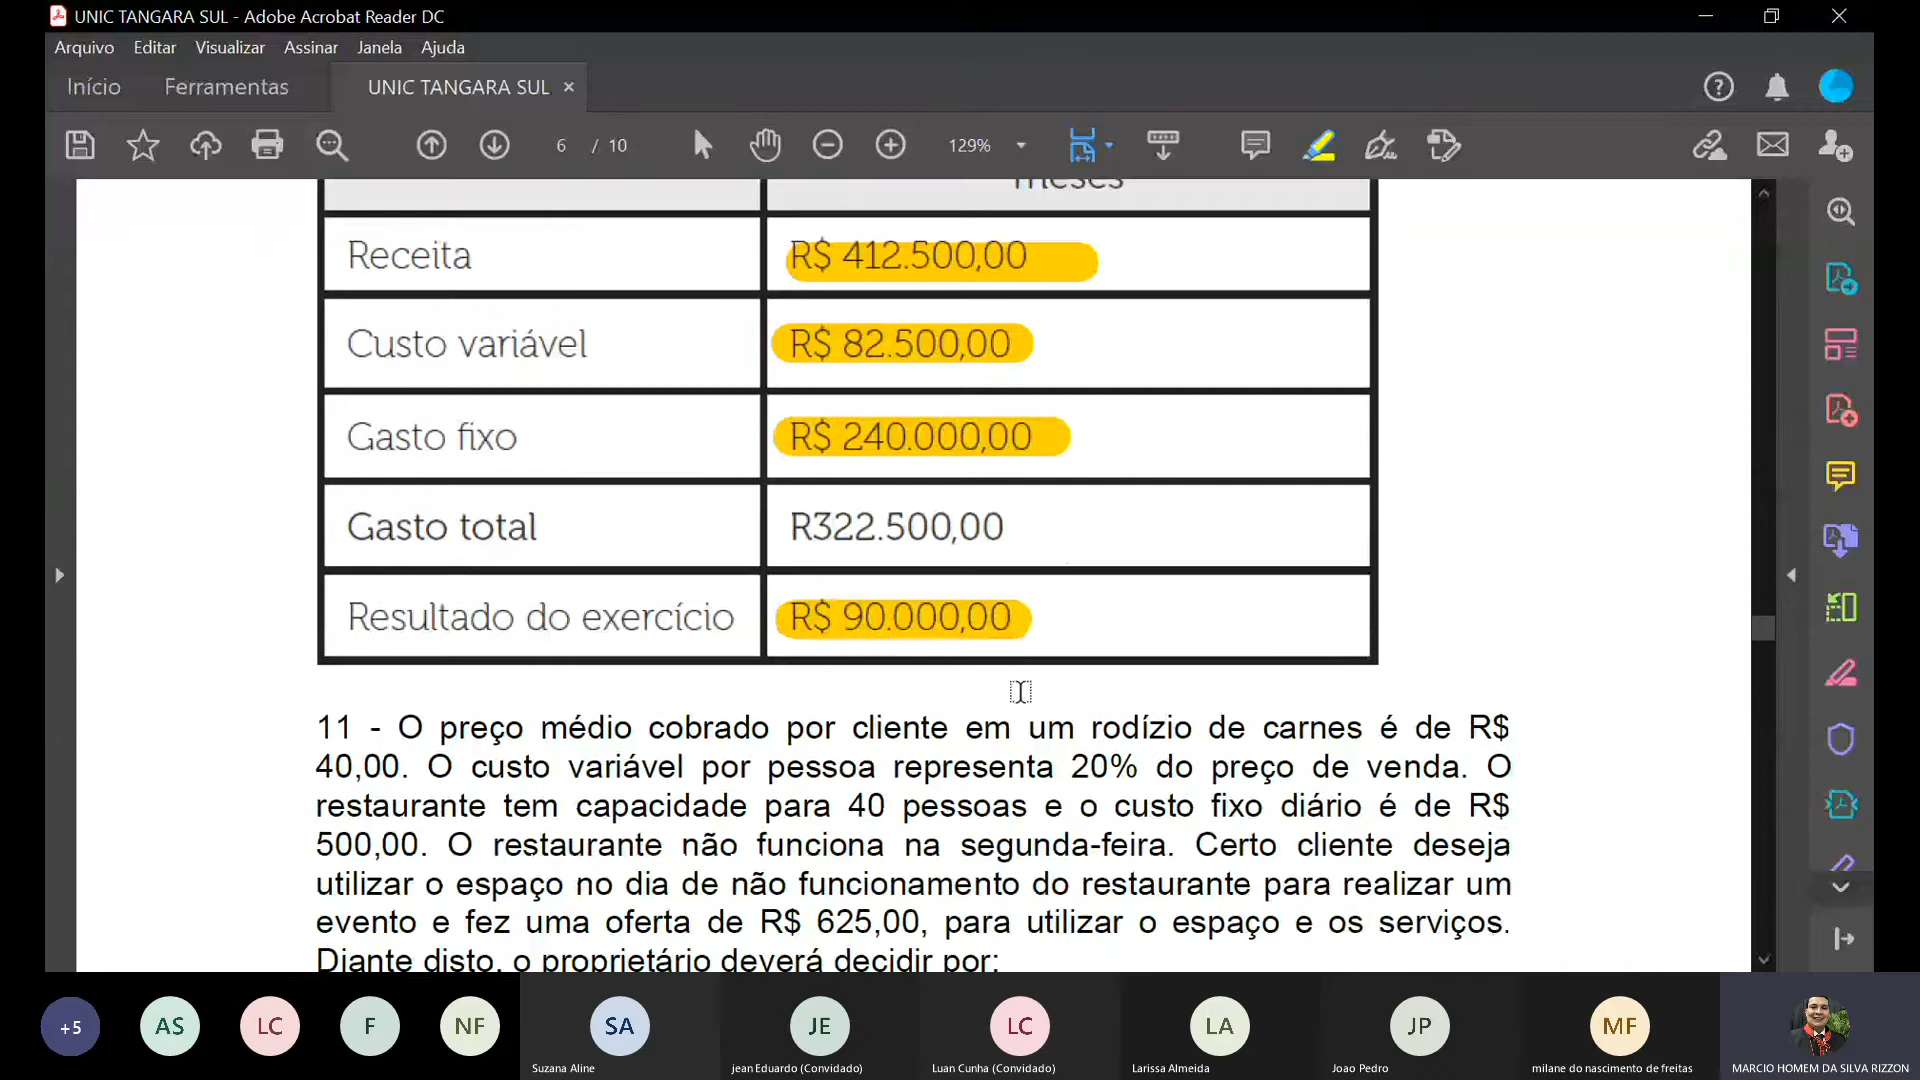 UNIC TANGARA SUL - Adobe Acrobat Reader DC
Arquivo Editar Visualizar Assinar Janela Ajuda
Início Ferramentas UNIC TANGARA SUL ×
6 / 10 129%
meses
Receita R$ 412.500,00
Custo variável R$ 82.500,00
Gasto fixo R$ 240.000,00
Gasto total R322.500,00
Resultado do exercício R$ 90.000,00
11 - O preço médio cobrado por cliente em um rodízio de carnes é de R$
40,00. O custo variável por pessoa representa 20% do preço de venda. O
restaurante tem capacidade para 40 pessoas e o custo fixo diário é de R$
500,00. O restaurante não funciona na segunda-feira. Certo cliente deseja
utilizar o espaço no dia de não funcionamento do restaurante para realizar um
evento e fez uma oferta de R$ 625,00, para utilizar o espaço e os serviços.
Diante disto, o proprietário deverá decidir por:
+5 AS LC F NF SA JE LC LA JP MF
Suzana Aline jean Eduardo (Convidado) Luan Cunha (Convidado) Larissa Almeida Joao Pedro milane do nascimento de freitas MARCIO HOMEM DA SILVA RIZZON